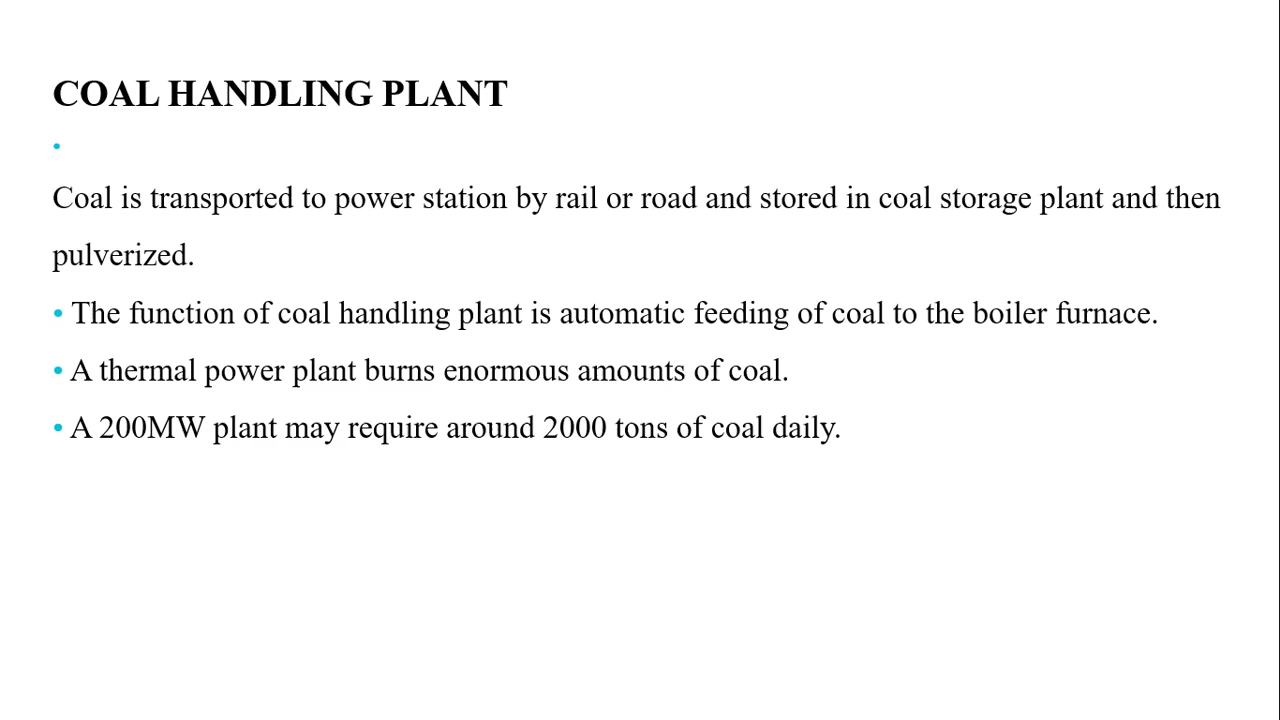 COAL HANDLING PLANT
•
Coal is transported to power station by rail or road and stored in coal storage plant and then
pulverized.
• The function of coal handling plant is automatic feeding of coal to the boiler furnace.
• A thermal power plant burns enormous amounts of coal.
• A 200MW plant may require around 2000 tons of coal daily.